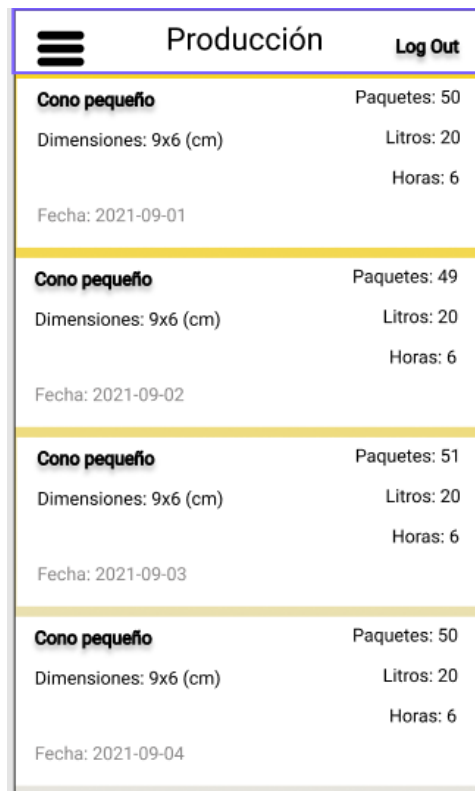 Producción Log Out
Cono pequeño Paquetes: 50
Dimensiones: 9x6 (cm) Litros: 20
Horas: 6
Fecha: 2021-09-01
Cono pequeño Paquetes: 49
Dimensiones: 9x6 (cm) Litros: 20
Horas: 6
Fecha: 2021-09-02
Cono pequeño Paquetes: 51
Dimensiones: 9x6 (cm) Litros: 20
Horas: 6
Fecha: 2021-09-03
Cono pequeño Paquetes: 50
Dimensiones: 9x6 (cm) Litros: 20
Horas: 6
Fecha: 2021-09-04